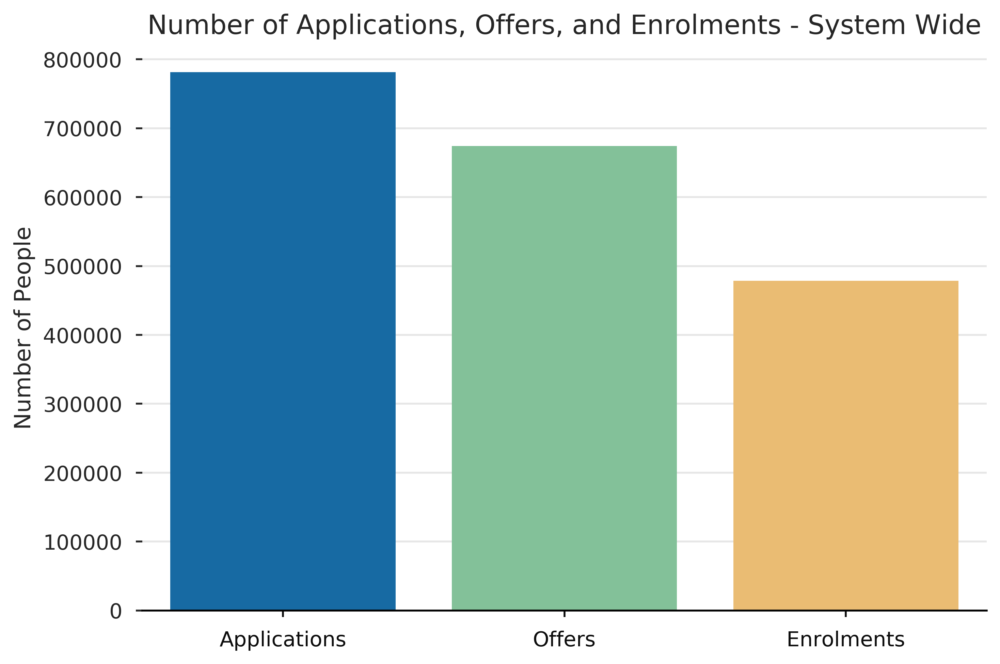 Number of Applications, Offers, and Enrolments - System Wide
Number of People
800000
700000
600000
500000
400000
300000
200000
100000
0
Applications
Offers
Enrolments